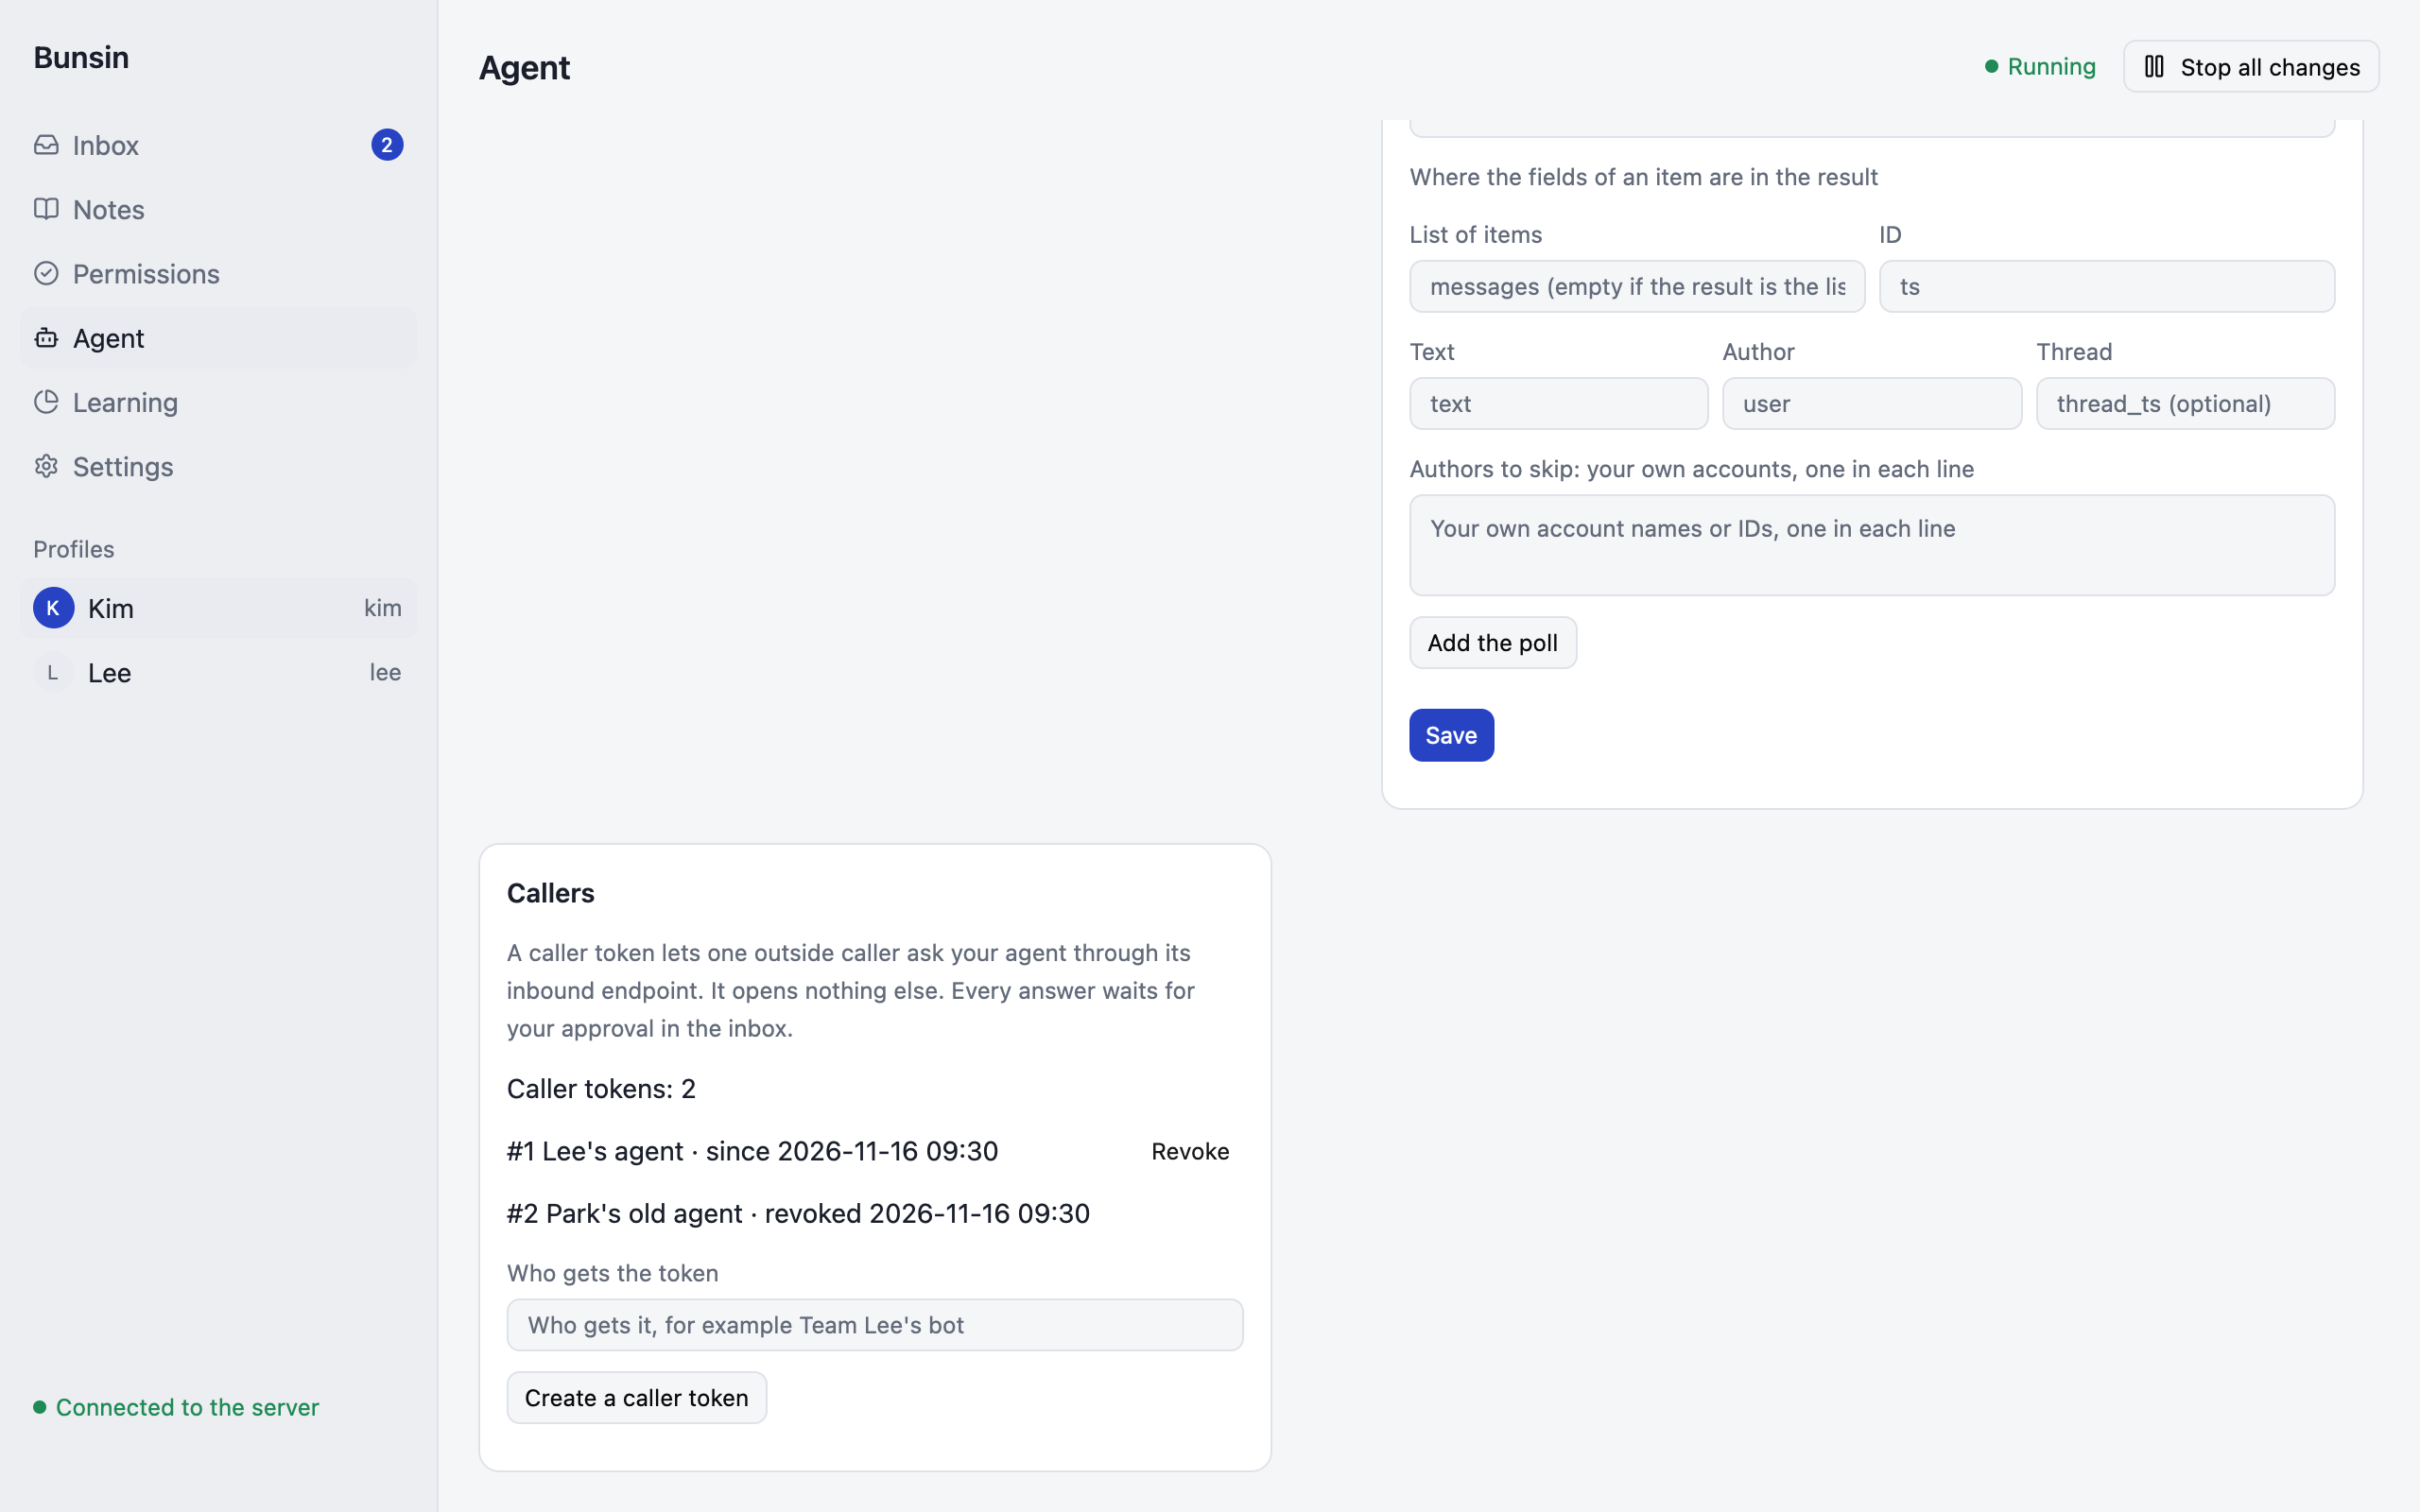 Bunsin
Inbox
2
Notes
Permissions
Agent
Learning
Settings
Profiles
K
Kim
kim
L
Lee
lee
Connected to the server
Agent
Running
Stop all changes
Where the fields of an item are in the result
List of items
ID
messages (empty if the result is the lis
ts
Text
Author
Thread
text
user
thread_ts (optional)
Authors to skip: your own accounts, one in each line
Your own account names or IDs, one in each line
Add the poll
Save
Callers
A caller token lets one outside caller ask your agent through its
inbound endpoint. It opens nothing else. Every answer waits for
your approval in the inbox.
Caller tokens: 2
#1 Lee's agent · since 2026-11-16 09:30
Revoke
#2 Park's old agent · revoked 2026-11-16 09:30
Who gets the token
Who gets it, for example Team Lee's bot
Create a caller token